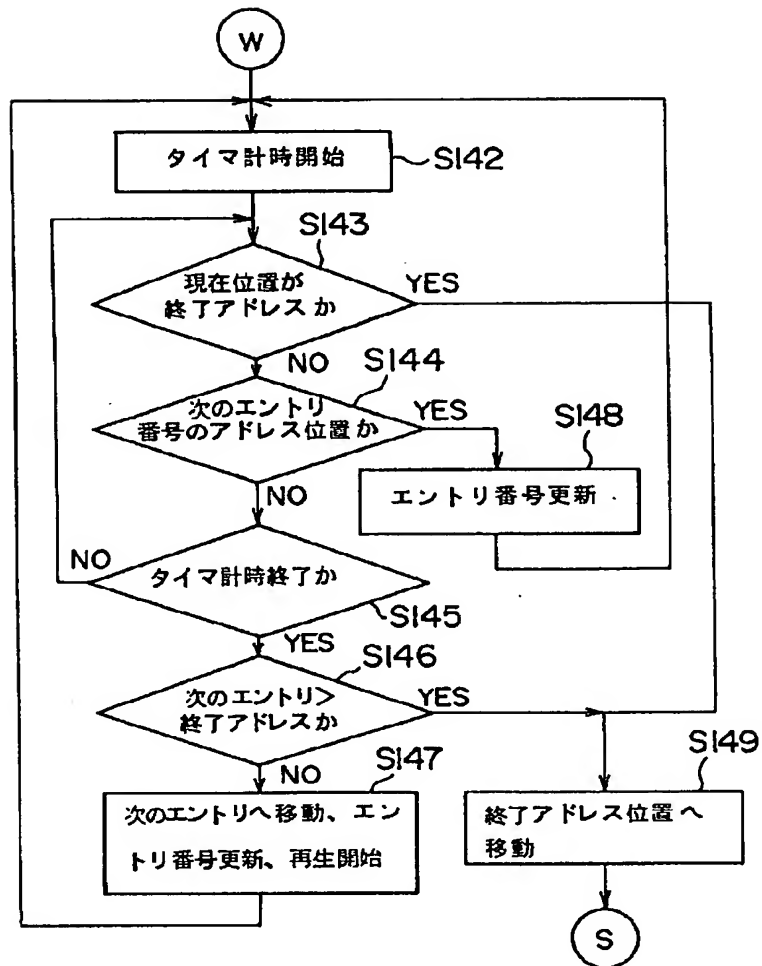 W
タイマ計時開始
S142
S143
現在位置が
終了アドレスか
YES
NO
S144
次のエントリ
番号のアドレス位置か
YES
S148
エントリ番号更新
NO
タイマ計時終了か
NO
S145
YES
S146
次のエントリ>
終了アドレスか
YES
NO
S147
次のエントリへ移動、エン
トリ番号更新、再生開始
S149
終了アドレス位置へ
移動
S